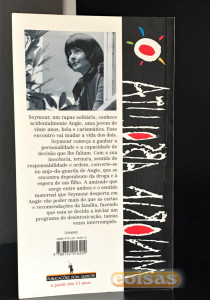 Seymour, um rapaz solitário, conhece
acidentalmente Angie, uma jovem de
vinte anos, bela e carismática. Esse
encontro vai mudar a vida dos dois.
Seymour começa a ganhar a
personalidade e a capacidade de
decisão que lhe faltam. Com a sua
inocência, ternura, sentido de
responsabilidade e ordem, converte-se
no anjo-da-guarda de Angie, que se
encontra dependente da droga e à
espera de um filho. A amizade que
surge entre ambos e o sentido
maternal que Seymour desperta em
Angie vão poder mais do que as cartas
e recomendações da família, fazendo
com que esta se decida a iniciar um
programa de desintoxicação, tantas
vezes interrompido.
PUBLICAÇÕES DOM QUIXOTE
a partir dos 13 anos
coisas